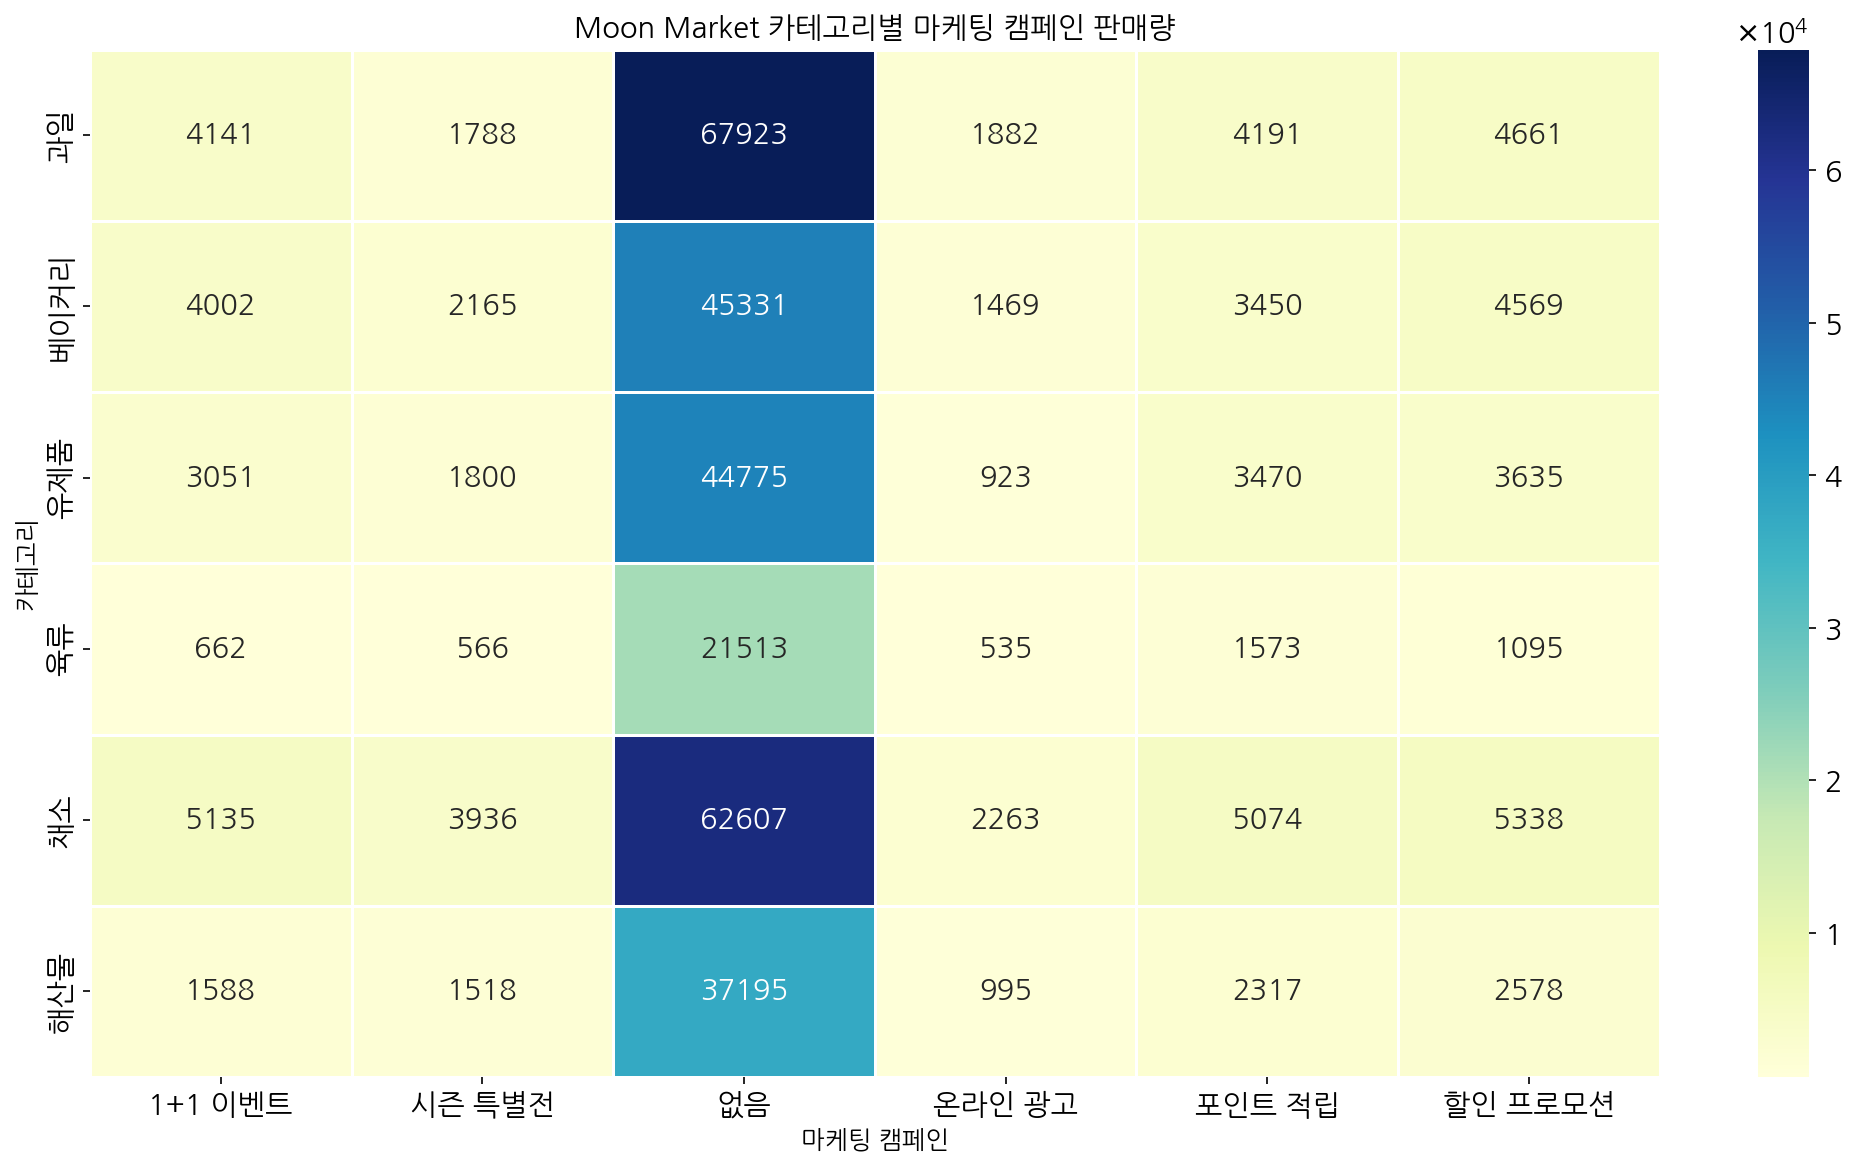 Moon Market 카테고리별 마케팅 캠페인 판매량
×10⁴
카테고리
과일 4141 1788 67923 1882 4191 4661
베이커리 4002 2165 45331 1469 3450 4569
유제품 3051 1800 44775 923 3470 3635
육류 662 566 21513 535 1573 1095
채소 5135 3936 62607 2263 5074 5338
해산물 1588 1518 37195 995 2317 2578
1+1 이벤트 시즌 특별전 없음 온라인 광고 포인트 적립 할인 프로모션
마케팅 캠페인
6
5
4
3
2
1